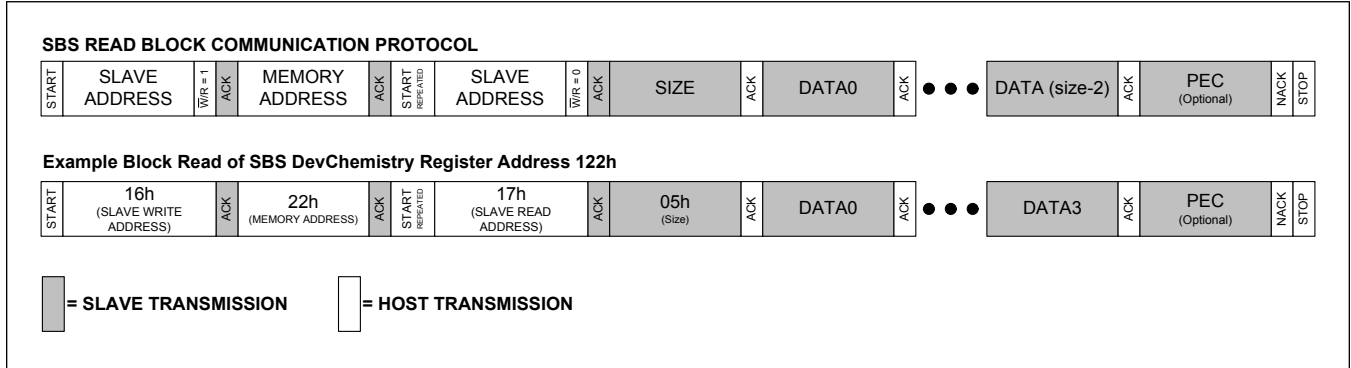 SBS READ BLOCK COMMUNICATION PROTOCOL
START
SLAVE
ADDRESS
W̅/R = 1
ACK
MEMORY
ADDRESS
ACK
START
REPEATED
SLAVE
ADDRESS
W̅/R = 0
ACK
SIZE
ACK
DATA0
ACK
DATA (size-2)
ACK
PEC
(Optional)
NACK
STOP
Example Block Read of SBS DevChemistry Register Address 122h
START
16h
(SLAVE WRITE
ADDRESS)
ACK
22h
(MEMORY ADDRESS)
ACK
START
REPEATED
17h
(SLAVE READ
ADDRESS)
ACK
05h
(Size)
ACK
DATA0
ACK
DATA3
ACK
PEC
(Optional)
NACK
STOP
= SLAVE TRANSMISSION
= HOST TRANSMISSION